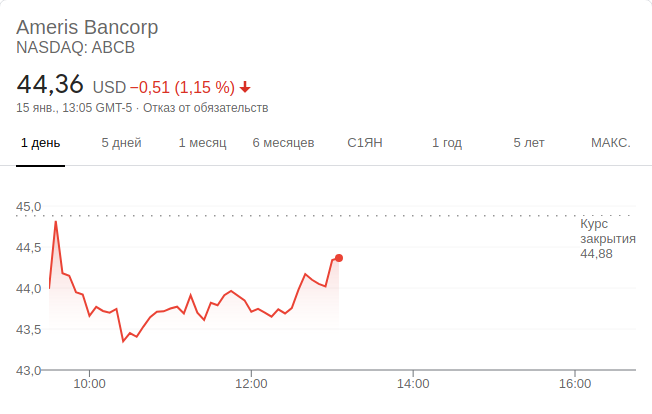 Ameris Bancorp
NASDAQ: ABCB
44,36 USD −0,51 (1,15 %)
15 янв., 13:05 GMT-5 · Отказ от обязательств
1 день 5 дней 1 месяц 6 месяцев С1ЯН 1 год 5 лет МАКС.
45,0
Курс
закрытия
44,88
44,5
44,0
43,5
43,0
10:00 12:00 14:00 16:00